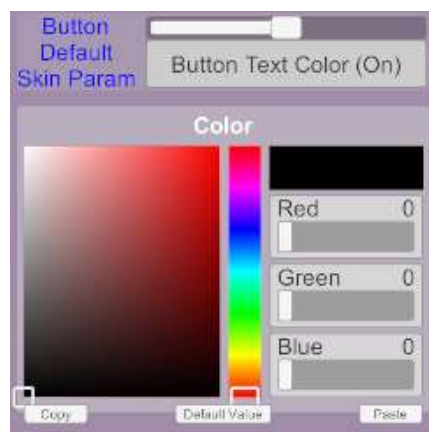 Button
Default
Skin Param
Button Text Color (On)
Color
Red 0
Green 0
Blue 0
Copy
Default Value
Paste